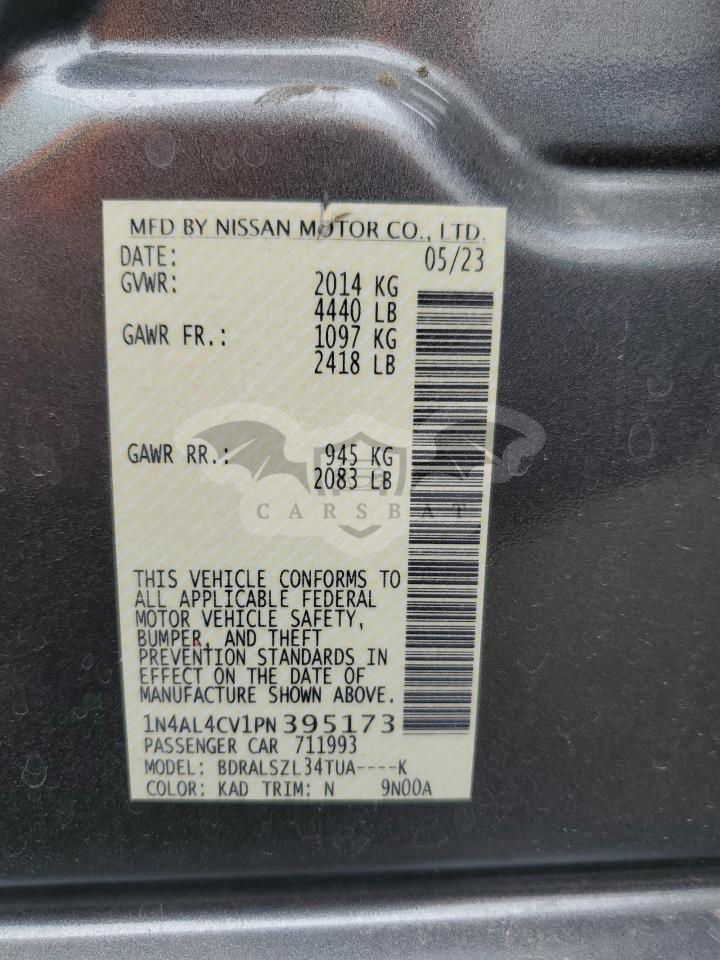 MFD BY NISSAN MOTOR CO., LTD.
DATE: 05/23
GVWR: 2014 KG
4440 LB
GAWR FR.: 1097 KG
2418 LB
GAWR RR.: 945 KG
2083 LB
CARSBAT
THIS VEHICLE CONFORMS TO
ALL APPLICABLE FEDERAL
MOTOR VEHICLE SAFETY,
BUMPER, AND THEFT
PREVENTION STANDARDS IN
EFFECT ON THE DATE OF
MANUFACTURE SHOWN ABOVE.
1N4AL4CV1PN395173
PASSENGER CAR 711993
MODEL: BDRALSZL34TUA----K
COLOR: KAD TRIM: N 9N00A